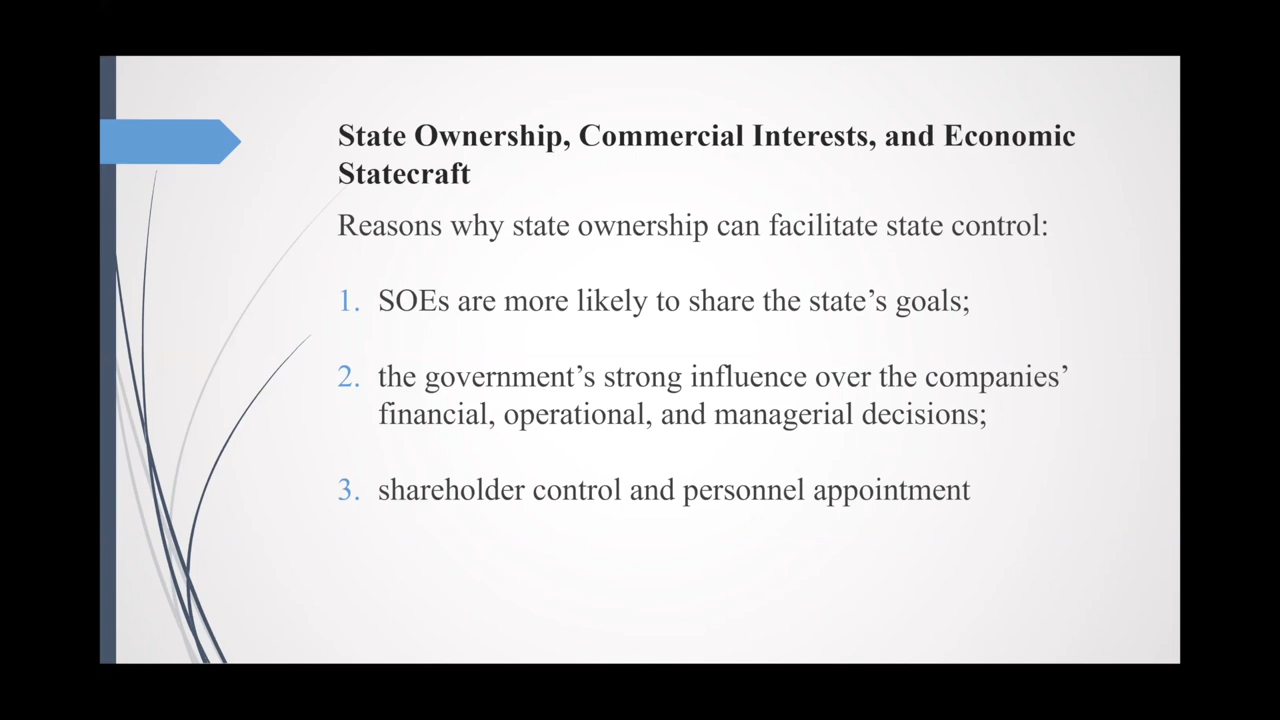 State Ownership, Commercial Interests, and Economic
Statecraft
Reasons why state ownership can facilitate state control:
1. SOEs are more likely to share the state’s goals;
2. the government’s strong influence over the companies’
financial, operational, and managerial decisions;
3. shareholder control and personnel appointment